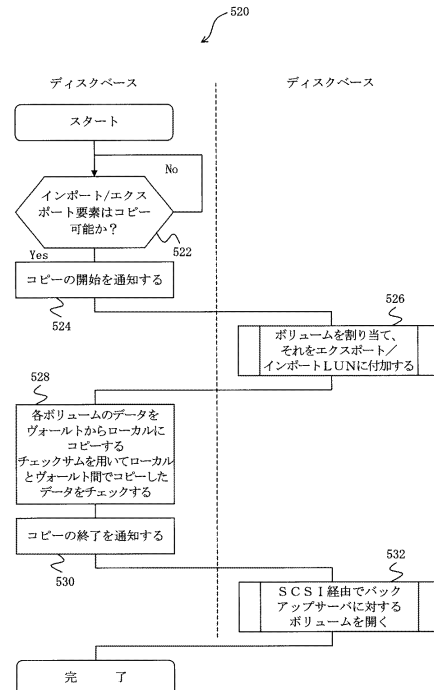 520
ディスクベース
ディスクベース
スタート
No
インポート/エクス
ポート要素はコピー
可能か？
522
Yes
コピーの開始を通知する
524
526
ボリュームを割り当て、
それをエクスポート/
インポートＬＵＮに付加する
528
各ボリュームのデータを
ヴォールトからローカルに
コピーする
チェックサムを用いてローカル
とヴォールト間でコピーした
データをチェックする
コピーの終了を通知する
530
532
ＳＣＳＩ経由でバック
アップサーバに対する
ボリュームを開く
完 了